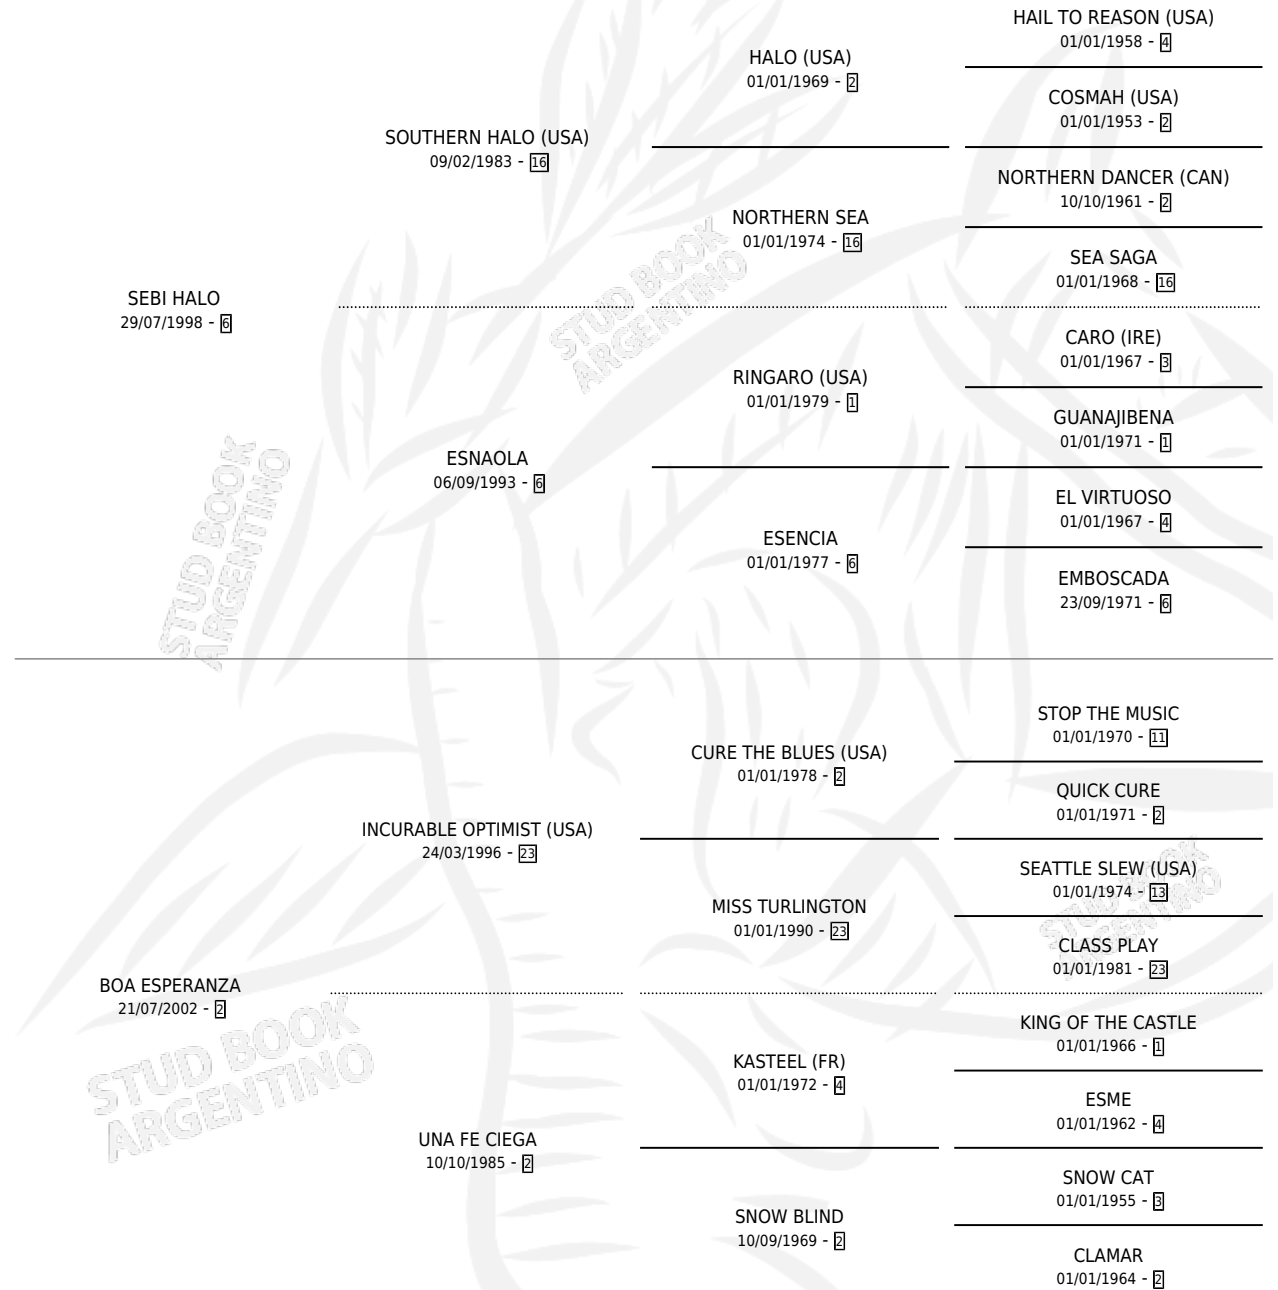 HAIL TO REASON (USA)
01/01/1958 - 4
HALO (USA)
01/01/1969 - 2
COSMAH (USA)
01/01/1953 - 2
SOUTHERN HALO (USA)
09/02/1983 - 16
NORTHERN DANCER (CAN)
10/10/1961 - 2
NORTHERN SEA
01/01/1974 - 16
SEA SAGA
01/01/1968 - 16
SEBI HALO
29/07/1998 - 6
STUD BOOK
ARGENTINO
CARO (IRE)
01/01/1967 - 3
RINGARO (USA)
01/01/1979 - 1
GUANAJIBENA
01/01/1971 - 1
ESNAOLA
06/09/1993 - 6
EL VIRTUOSO
01/01/1967 - 4
ESENCIA
01/01/1977 - 6
EMBOSCADA
23/09/1971 - 6
STUD BOOK
ARGENTINO
STOP THE MUSIC
01/01/1970 - 11
CURE THE BLUES (USA)
01/01/1978 - 2
QUICK CURE
01/01/1971 - 2
INCURABLE OPTIMIST (USA)
24/03/1996 - 23
SEATTLE SLEW (USA)
01/01/1974 - 13
MISS TURLINGTON
01/01/1990 - 23
STUD BOOK
ARGENTINO
CLASS PLAY
01/01/1981 - 23
BOA ESPERANZA
21/07/2002 - 2
STUD BOOK
ARGENTINO
KING OF THE CASTLE
01/01/1966 - 1
KASTEEL (FR)
01/01/1972 - 4
ESME
01/01/1962 - 4
UNA FE CIEGA
10/10/1985 - 2
SNOW CAT
01/01/1955 - 3
SNOW BLIND
10/09/1969 - 2
CLAMAR
01/01/1964 - 2